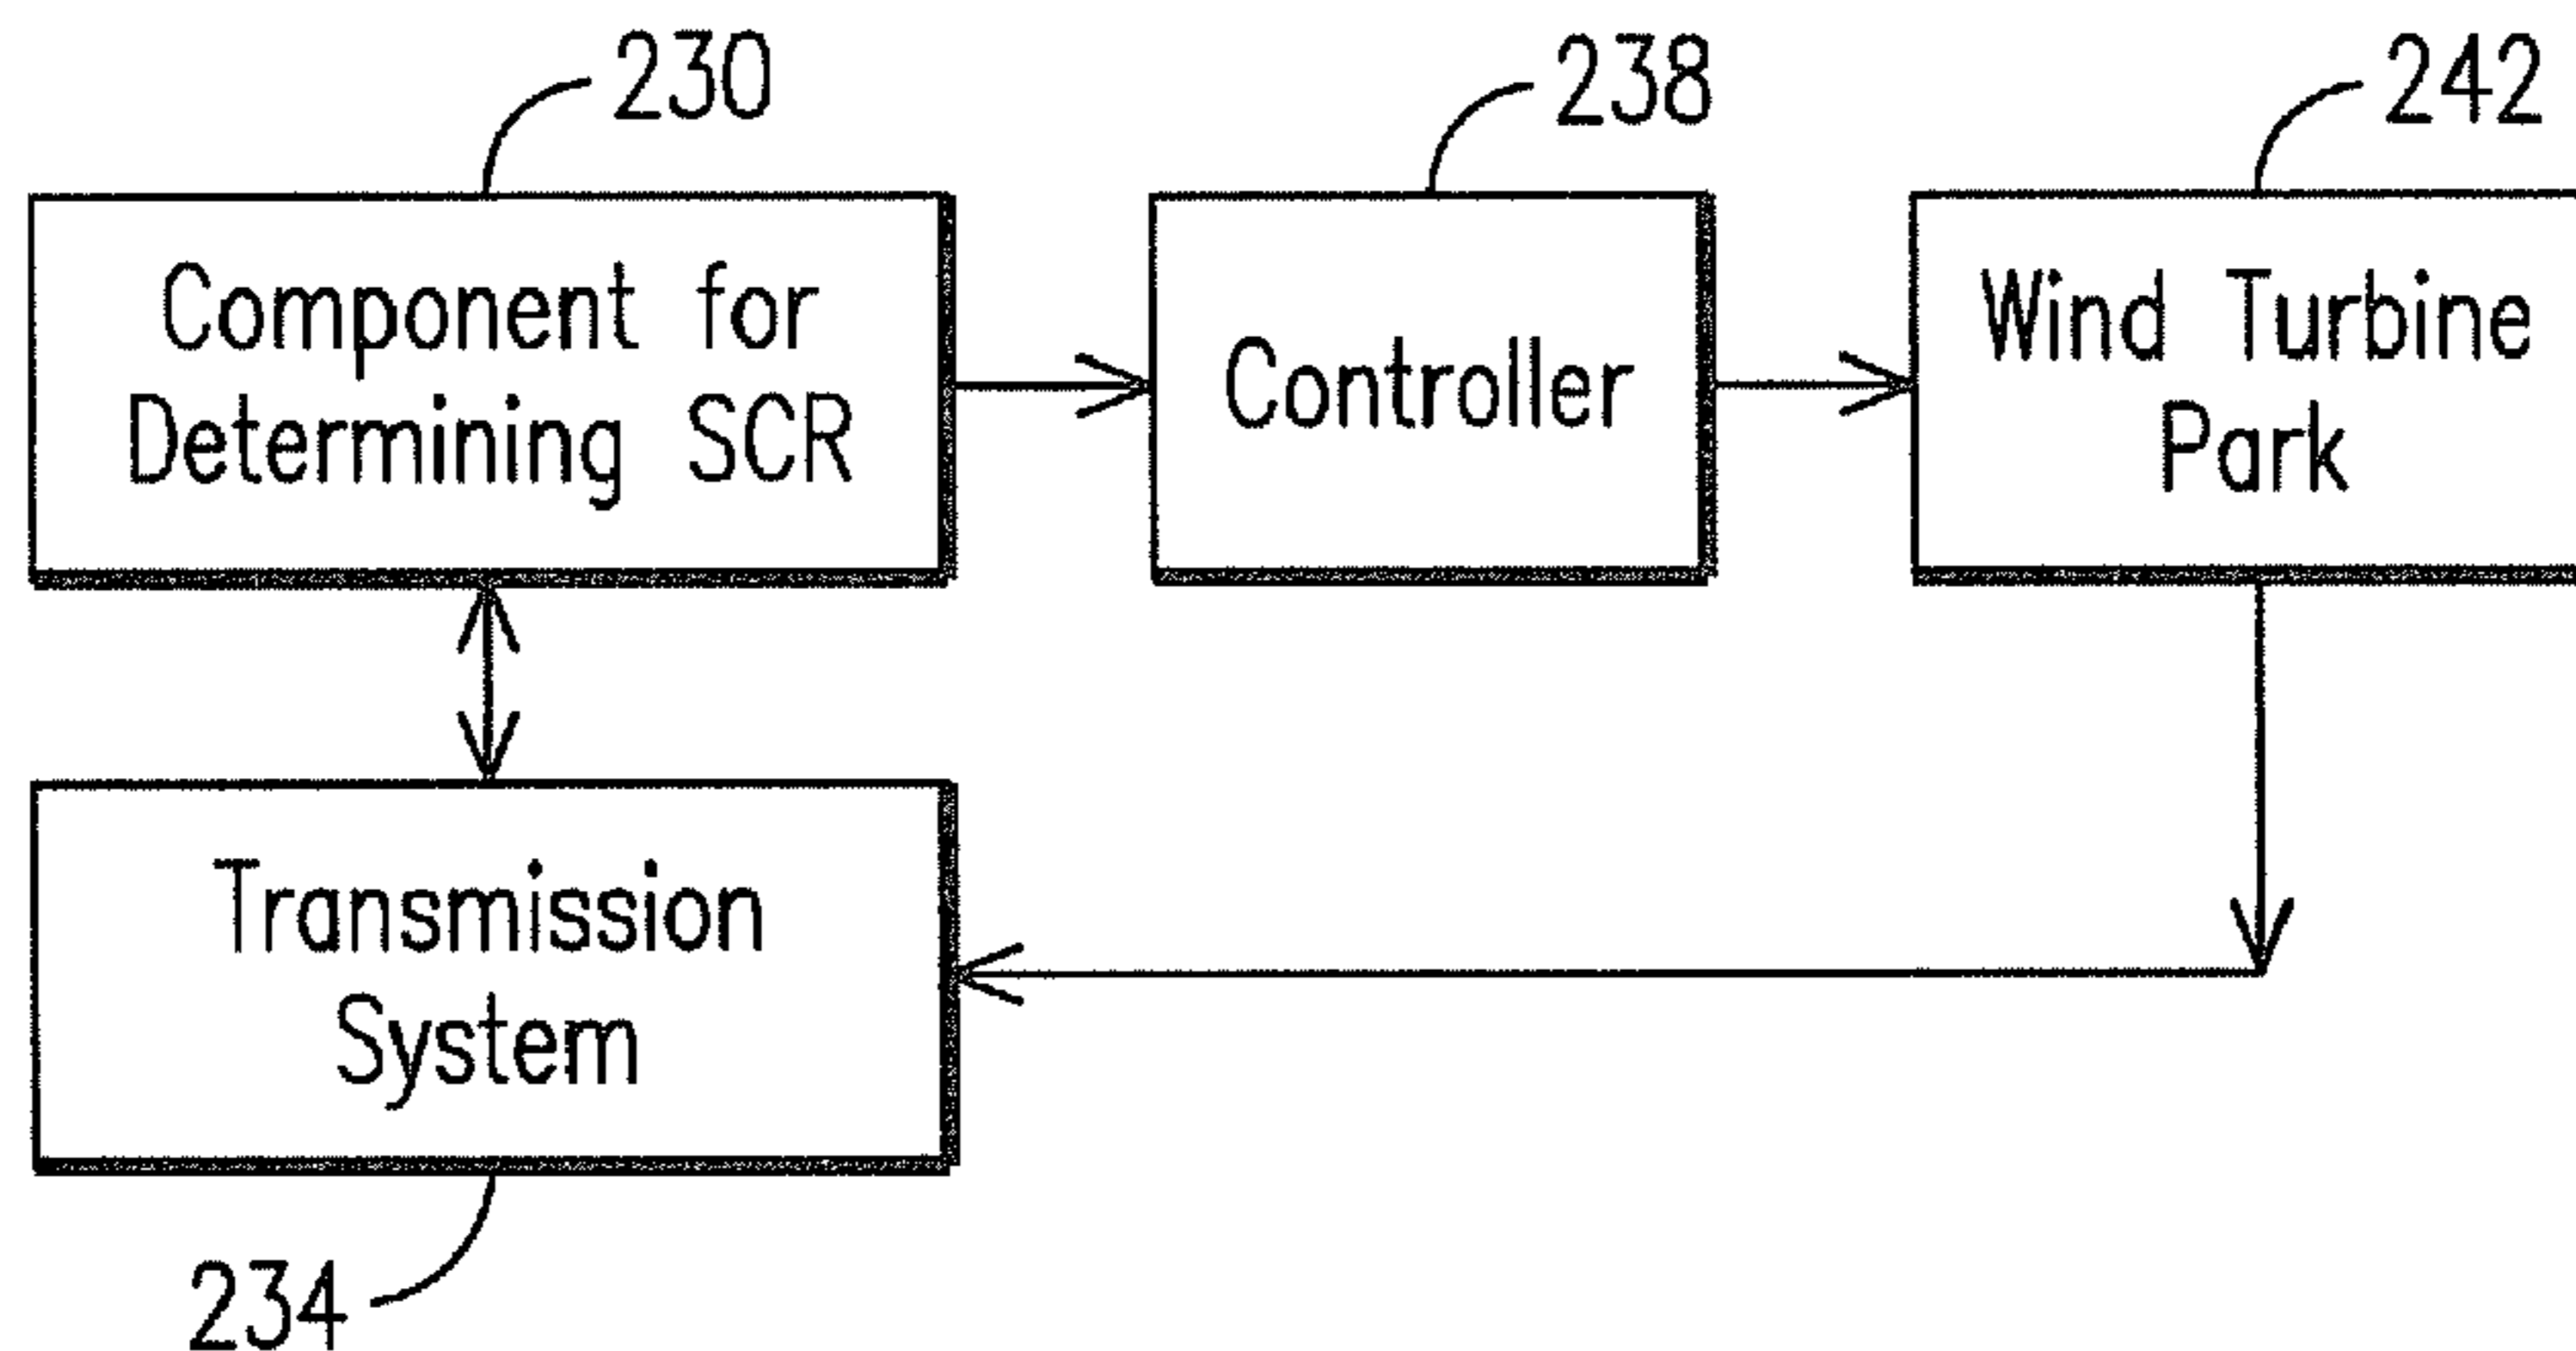 230
238
242
Component for
Determining SCR
Controller
Wind Turbine
Park
Transmission
System
234